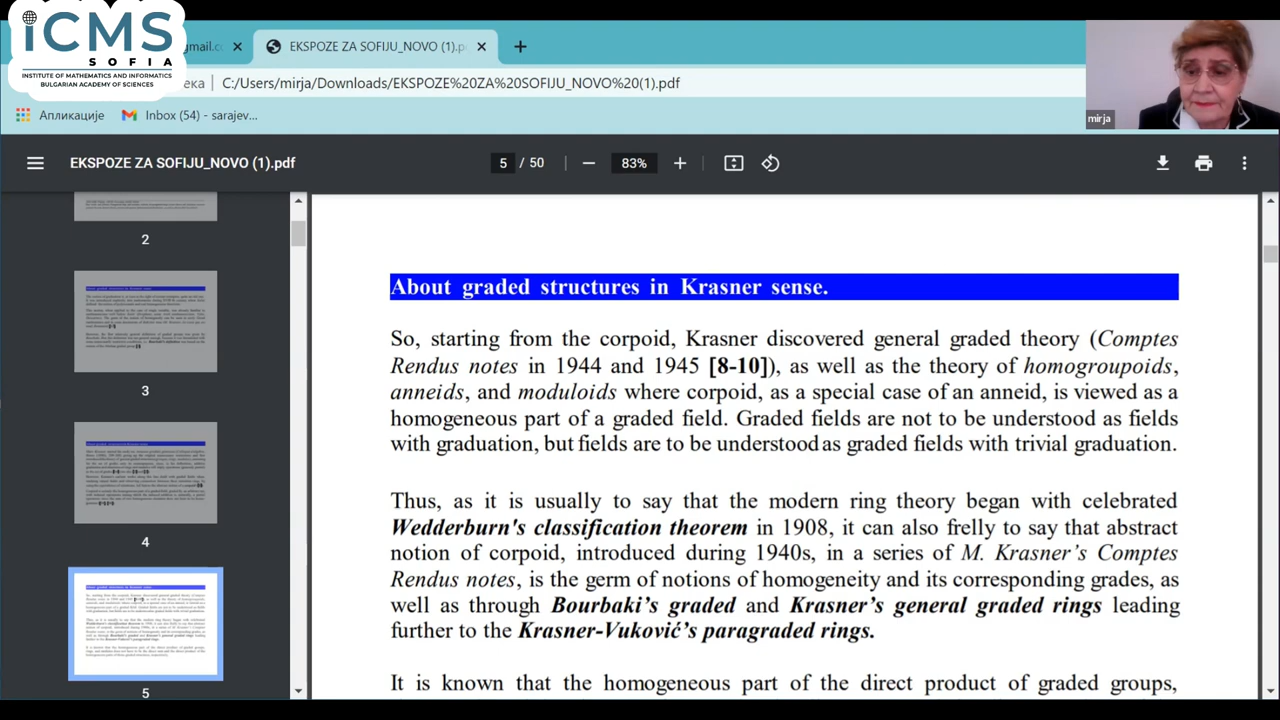 iCMS
SOFIA
INSTITUTE OF MATHEMATICS AND INFORMATICS
BULGARIAN ACADEMY OF SCIENCES
EKSPOZE ZA SOFIJU_NOVO (1).p
C:/Users/mirja/Downloads/EKSPOZE%20ZA%20SOFIJU_NOVO%20(1).pdf
Апликације
Inbox (54) - sarajev...
mirja
EKSPOZE ZA SOFIJU_NOVO (1).pdf
5 / 50
83%
2
3
4
5
About graded structures in Krasner sense.
So, starting from the corpoid, Krasner discovered general graded theory (Comptes
Rendus notes in 1944 and 1945 [8-10]), as well as the theory of homogroupoids,
anneids, and moduloids where corpoid, as a special case of an anneid, is viewed as a
homogeneous part of a graded field. Graded fields are not to be understood as fields
with graduation, but fields are to be understood as graded fields with trivial graduation.
Thus, as it is usually to say that the modern ring theory began with celebrated
Wedderburn's classification theorem in 1908, it can also frelly to say that abstract
notion of corpoid, introduced during 1940s, in a series of M. Krasner's Comptes
Rendus notes, is the germ of notions of homogeneity and its corresponding grades, as
well as through graded and general graded rings leading
further to the Krasner-Vuković's
It is known that the homogeneous part of the direct product of graded groups,